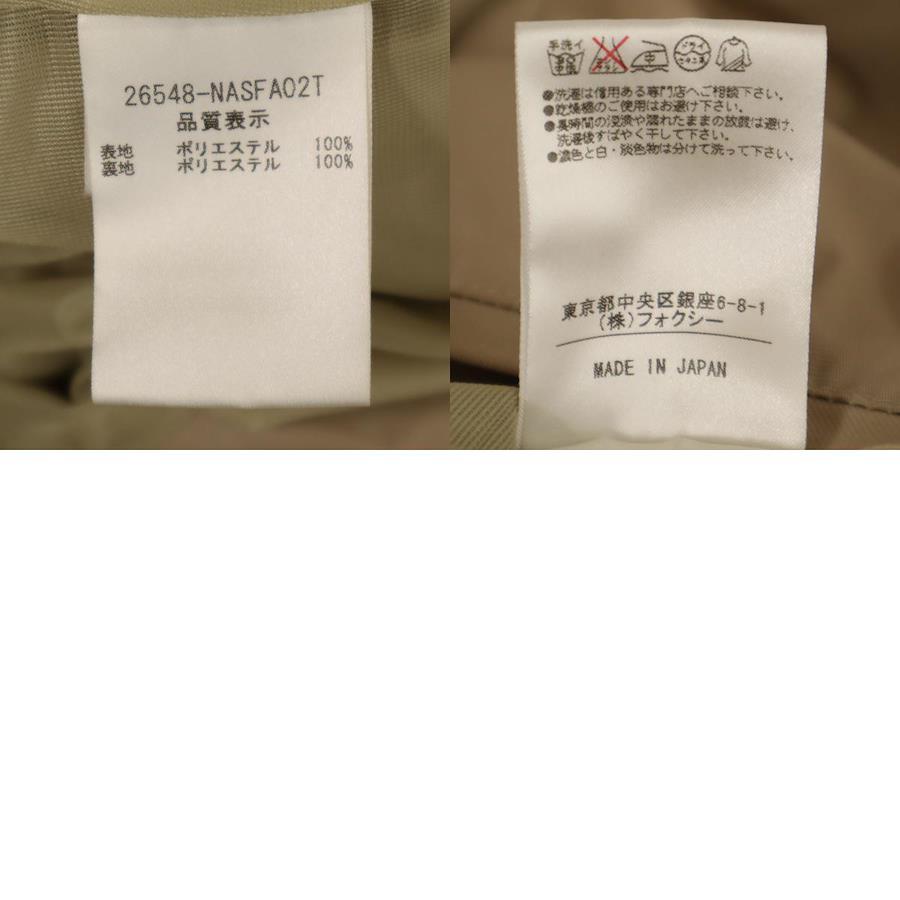 26548-NASFA02T
品質表示
表地 ポリエステル 100%
裏地 ポリエステル 100%
手洗イ
中
ドライ
●洗濯は信用ある専門店へご相談下さい。
●乾燥機のご使用はお避け下さい。
●長時間の浸漬や濡れたままの放置は避け、
洗濯後すばやく干して下さい。
●濃色と白・淡色物は分けて洗って下さい。
東京都中央区銀座6-8-1
(株)フォクシー
MADE IN JAPAN